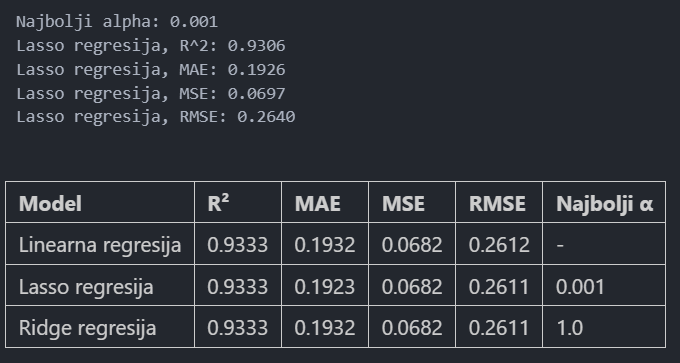 Najbolji alpha: 0.001
Lasso regresija, R^2: 0.9306
Lasso regresija, MAE: 0.1926
Lasso regresija, MSE: 0.0697
Lasso regresija, RMSE: 0.2640
Model R² MAE MSE RMSE Najbolji α
Linearna regresija 0.9333 0.1932 0.0682 0.2612 -
Lasso regresija 0.9333 0.1923 0.0682 0.2611 0.001
Ridge regresija 0.9333 0.1932 0.0682 0.2611 1.0